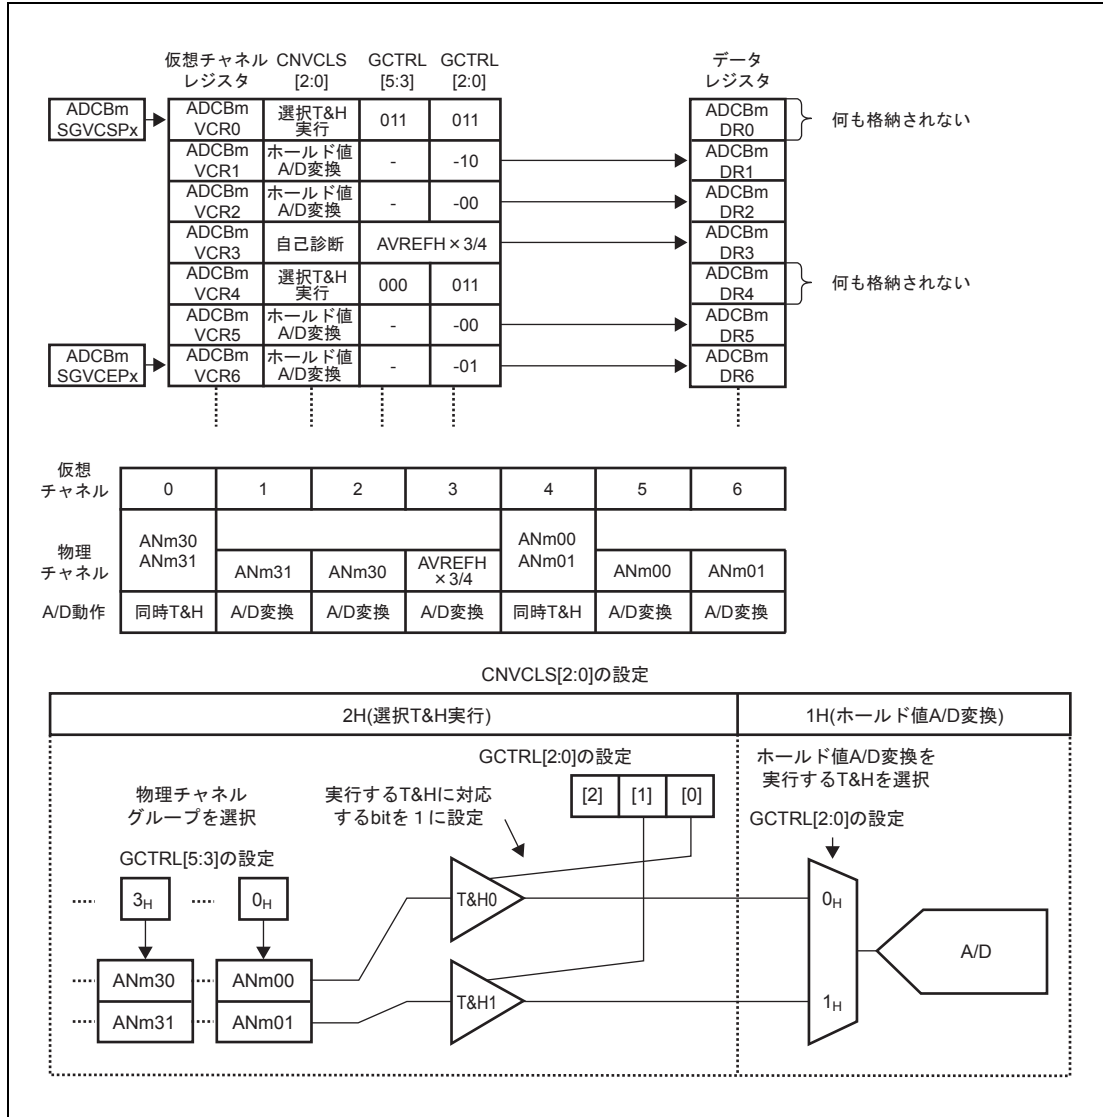 仮想チャネル CNVCLS GCTRL GCTRL データ
レジスタ [2:0] [5:3] [2:0] レジスタ
ADCBm
SGVCSPx
ADCBm
VCR0
選択T&H
実行
011
011
ADCBm
DR0
何も格納されない
ADCBm
VCR1
ホールド値
A/D変換
-
-10
ADCBm
DR1
ADCBm
VCR2
ホールド値
A/D変換
-
-00
ADCBm
DR2
ADCBm
VCR3
自己診断
AVREFH×3/4
ADCBm
DR3
ADCBm
VCR4
選択T&H
実行
000
011
ADCBm
DR4
何も格納されない
ADCBm
VCR5
ホールド値
A/D変換
-
-00
ADCBm
DR5
ADCBm
SGVCEPx
ADCBm
VCR6
ホールド値
A/D変換
-
-01
ADCBm
DR6
仮想
チャネル
0 1 2 3 4 5 6
物理
チャネル
ANm30
ANm31
ANm31
ANm30
AVREFH
×3/4
ANm00
ANm01
ANm00
ANm01
A/D動作 同時T&H A/D変換 A/D変換 A/D変換 同時T&H A/D変換 A/D変換
CNVCLS[2:0]の設定
2H(選択T&H実行) 1H(ホールド値A/D変換)
GCTRL[2:0]の設定
[2] [1] [0]
ホールド値A/D変換を
実行するT&Hを選択
物理チャネル
グループを選択
実行するT&Hに対応
するbitを1に設定
GCTRL[2:0]の設定
GCTRL[5:3]の設定
3H 0H
T&H0
0H
ANm30 ANm00
ANm31 ANm01
T&H1
1H
A/D